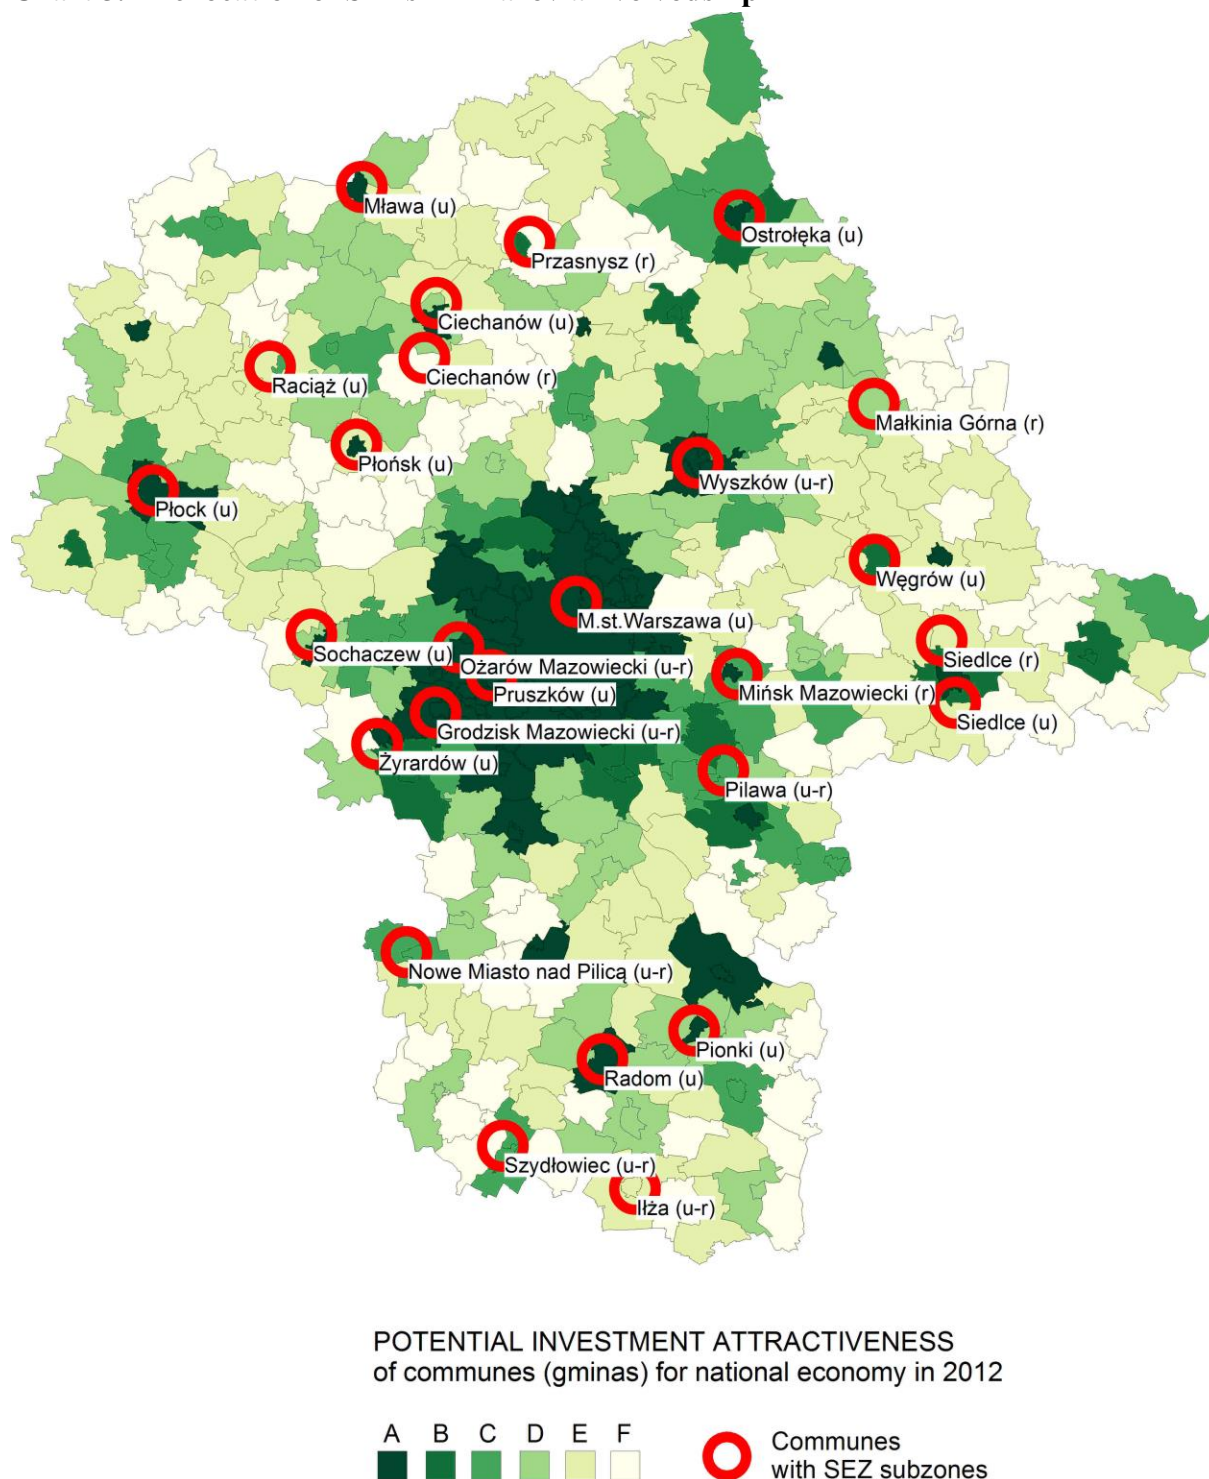 Mława (u)
Ostrołęka (u)
Przasnysz (r)
Ciechanów (u)
Ciechanów (r)
Raciąż (u)
Małkinia Górna (r)
Płońsk (u)
Wyszków (u-r)
Płock (u)
Węgrów (u)
M.st.Warszawa (u)
Sochaczew (u)
Ożarów Mazowiecki (u-r)
Siedlce (r)
Pruszków (u)
Mińsk Mazowiecki (r)
Siedlce (u)
Grodzisk Mazowiecki (u-r)
Żyrardów (u)
Pilawa (u-r)
Nowe Miasto nad Pilicą (u-r)
Pionki (u)
Radom (u)
Szydłowiec (u-r)
Iłża (u-r)
POTENTIAL INVESTMENT ATTRACTIVENESS
of communes (gminas) for national economy in 2012
A B C D E F
Communes
with SEZ subzones